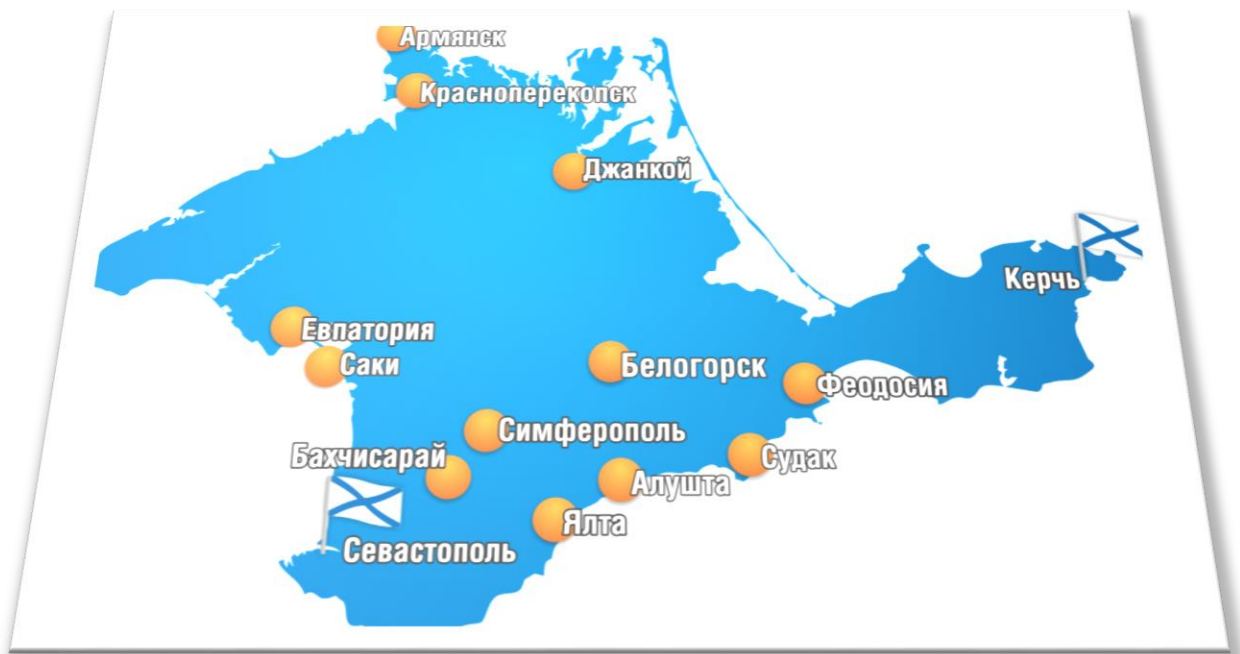 Армянск
Красноперекопск
Джанкой
Керчь
Евпатория
Саки
Белогорск
Феодосия
Симферополь
Бахчисарай
Судак
Алушта
Ялта
Севастополь